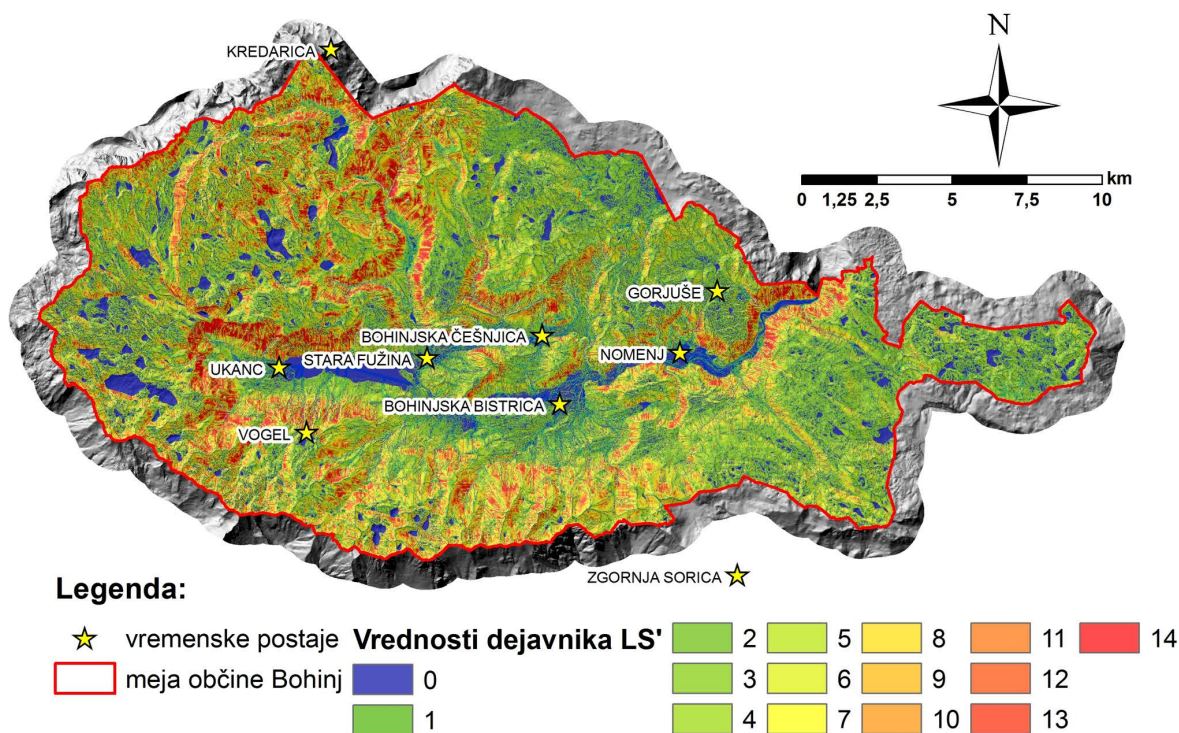 N
km
0 1,25 2,5 5 7,5 10
KREDARICA
GORJUŠE
BOHINJSKA ČEŠNJICA
NOMENJ
STARA FUŽINA
UKANC
BOHINJSKA BISTRICA
VOGEL
ZGORNJA SORICA
Legenda:
vremenske postaje
meja občine Bohinj
Vrednosti dejavnika LS'
0
1
2
3
4
5
6
7
8
9
10
11
12
13
14